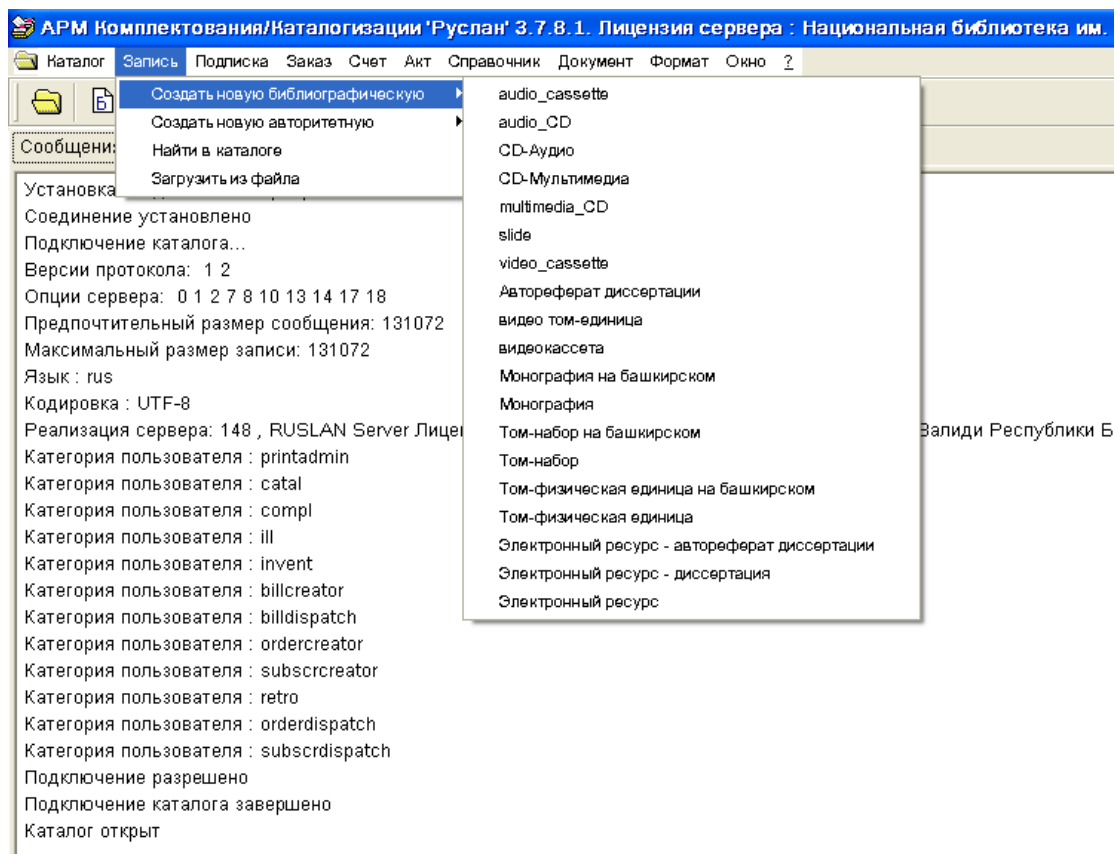 АРМ Комплектования/Каталогизации 'Руслан' 3.7.8.1. Лицензия сервера : Национальная библиотека им.
Каталог Запись Подписка Заказ Счет Акт Справочник Документ Формат Окно ?
Создать новую библиографическую
Создать новую авторитетную
Найти в каталоге
Загрузить из файла
audio_cassette
audio_CD
CD-Аудио
CD-Мультимедиа
multimedia_CD
slide
video_cassette
Автореферат диссертации
видео том-единица
видеокассета
Монография на башкирском
Монография
Том-набор на башкирском
Том-набор
Том-физическая единица на башкирском
Том-физическая единица
Электронный ресурс - автореферат диссертации
Электронный ресурс - диссертация
Электронный ресурс
Сообщени
Установка
Соединение установлено
Подключение каталога...
Версии протокола: 1 2
Опции сервера: 0 1 2 7 8 10 13 14 17 18
Предпочтительный размер сообщения: 131072
Максимальный размер записи: 131072
Язык : rus
Кодировка : UTF-8
Реализация сервера: 148 , RUSLAN Server Лице Валиди Республики Б
Категория пользователя : printadmin
Категория пользователя : catal
Категория пользователя : compl
Категория пользователя : ill
Категория пользователя : invent
Категория пользователя : billcreator
Категория пользователя : billdispatch
Категория пользователя : ordercreator
Категория пользователя : subscrcreator
Категория пользователя : retro
Категория пользователя : orderdispatch
Категория пользователя : subscrdispatch
Подключение разрешено
Подключение каталога завершено
Каталог открыт